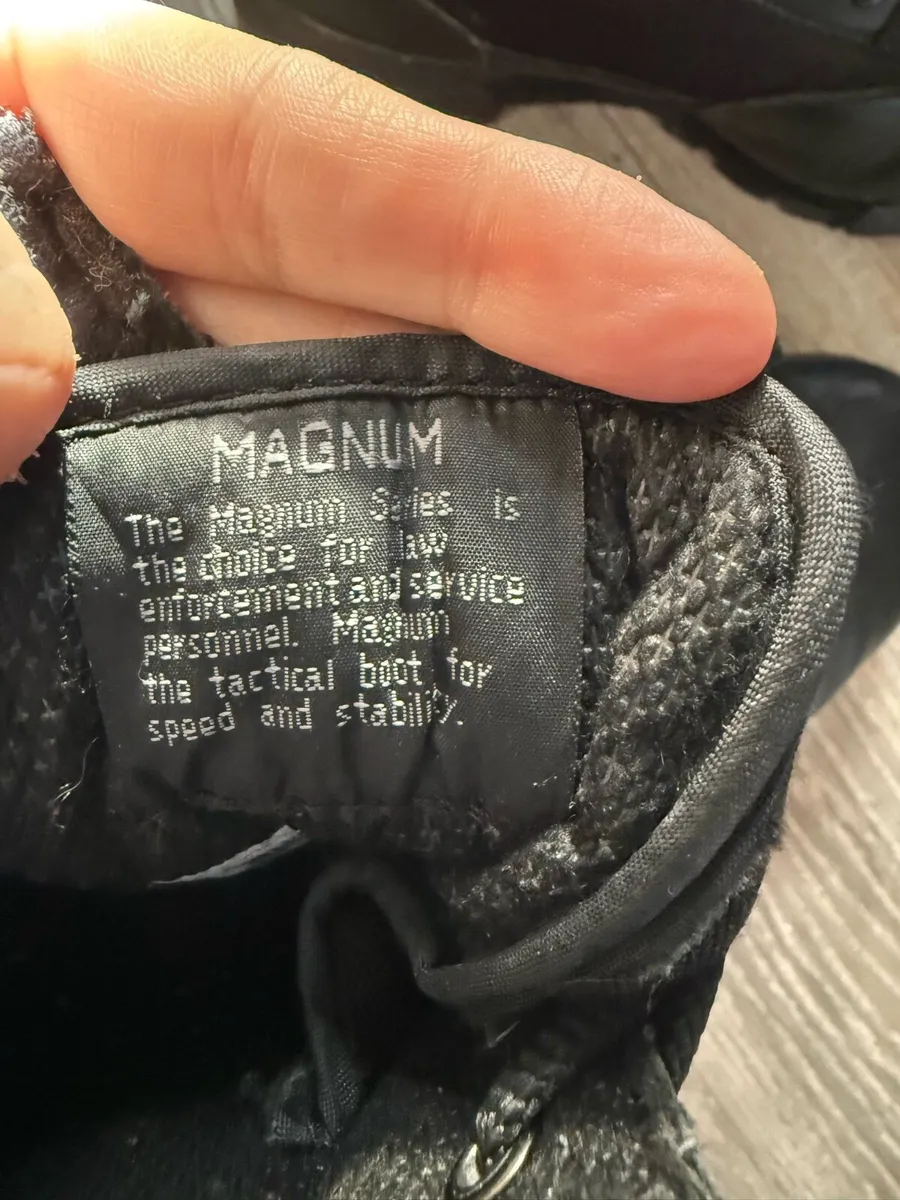 MAGNUM
The Magnum Series is
the choice for law
enforcement and service
personnel. Magnum
the tactical boot for
speed and stability.